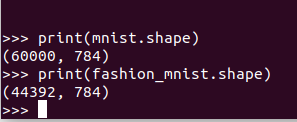 >>> print(mnist.shape)
(60000, 784)
>>> print(fashion_mnist.shape)
(44392, 784)
>>>